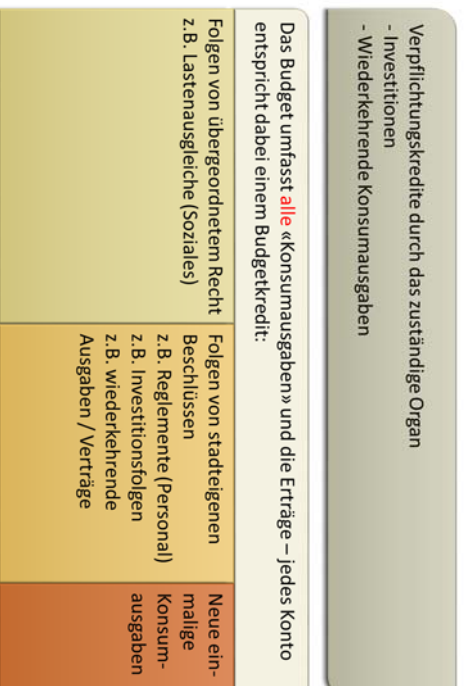 Verpflichtungskredite durch das zuständige Organ
- Investitionen
- Wiederkehrende Konsumausgaben
Das Budget umfasst alle «Konsumausgaben» und die Erträge – jedes Konto
entspricht dabei einem Budgetkredit:
Folgen von übergeordnetem Recht
z.B. Lastenausgleiche (Soziales)
Folgen von stadteigenen
Beschlüssen
z.B. Reglemente (Personal)
z.B. Investitionsfolgen
z.B. wiederkehrende
Ausgaben / Verträge
Neue ein-
malige
Konsum-
ausgaben